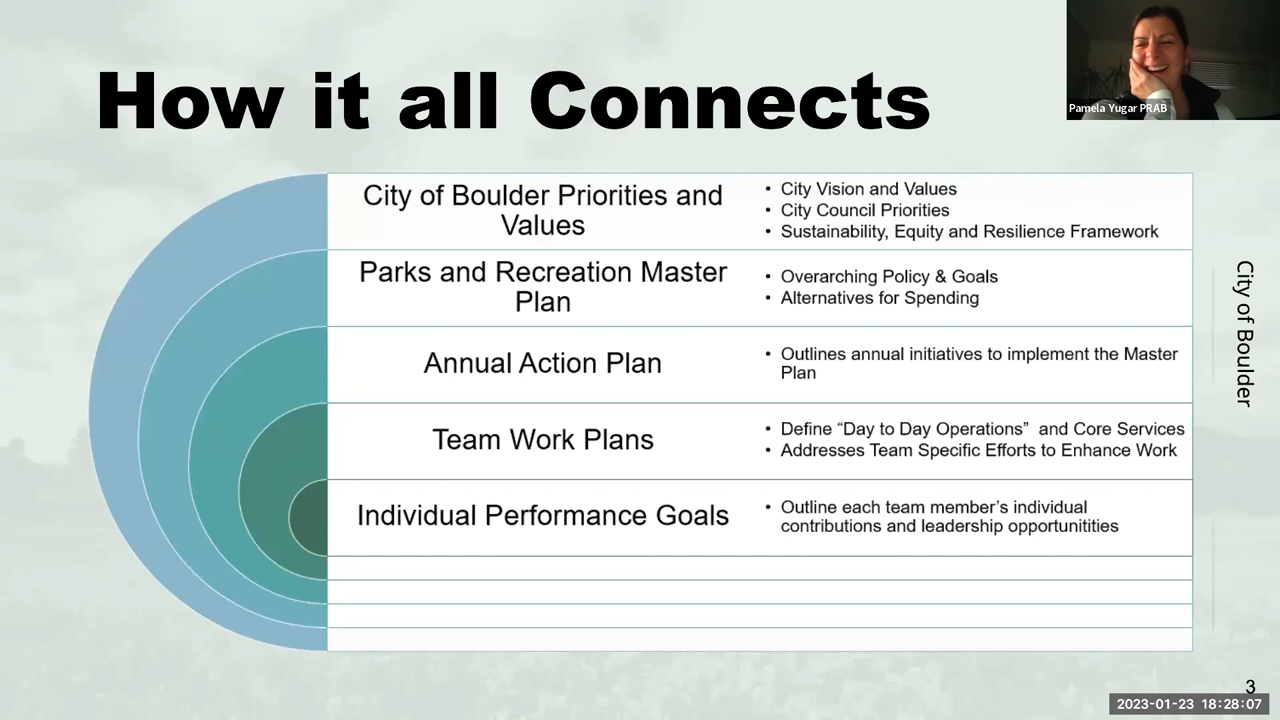 How it all Connects
Pamela Yugar PRAB
City of Boulder Priorities and
Values
• City Vision and Values
• City Council Priorities
• Sustainability, Equity and Resilience Framework
Parks and Recreation Master
Plan
• Overarching Policy & Goals
• Alternatives for Spending
Annual Action Plan
• Outlines annual initiatives to implement the Master
Plan
Team Work Plans
• Define “Day to Day Operations” and Core Services
• Addresses Team Specific Efforts to Enhance Work
Individual Performance Goals
• Outline each team member’s individual
contributions and leadership opportunitities
City of Boulder
3
2023-01-23 18:28:07